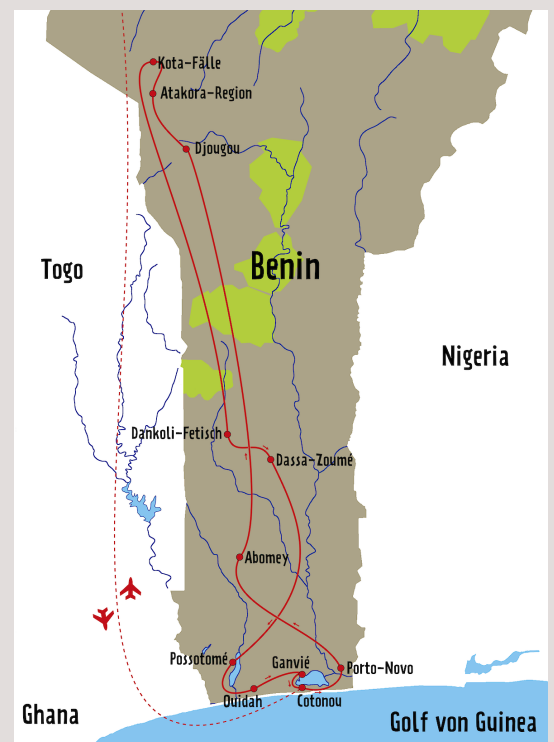 Kota-Fälle
Atakora-Region
Djougou
Togo
Benin
Nigeria
Dankoli-Fetisch
Dassa-Zoumé
Abomey
Possotomé
Ganvié
Porto-Novo
Ouidah
Cotonou
Ghana
Golf von Guinea